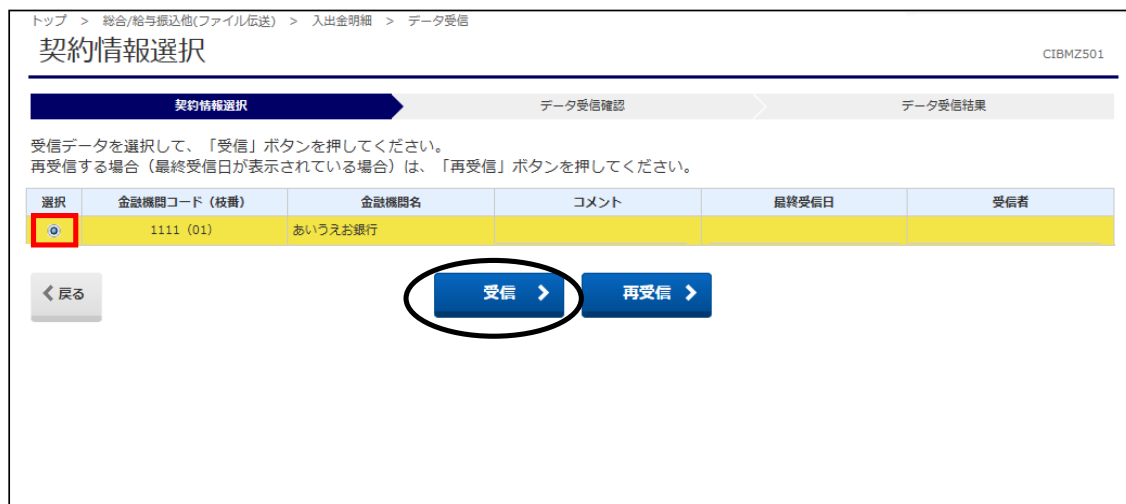 トップ > 総合/給与振込他(ファイル伝送) > 入出金明細 > データ受信
契約情報選択
CIBMZ501
契約情報選択 データ受信確認 データ受信結果
受信データを選択して、「受信」ボタンを押してください。
再受信する場合（最終受信日が表示されている場合）は、「再受信」ボタンを押してください。
選択 金融機関コード（枝番） 金融機関名 コメント 最終受信日 受信者
1111（01） あいうえお銀行
戻る 受信 再受信